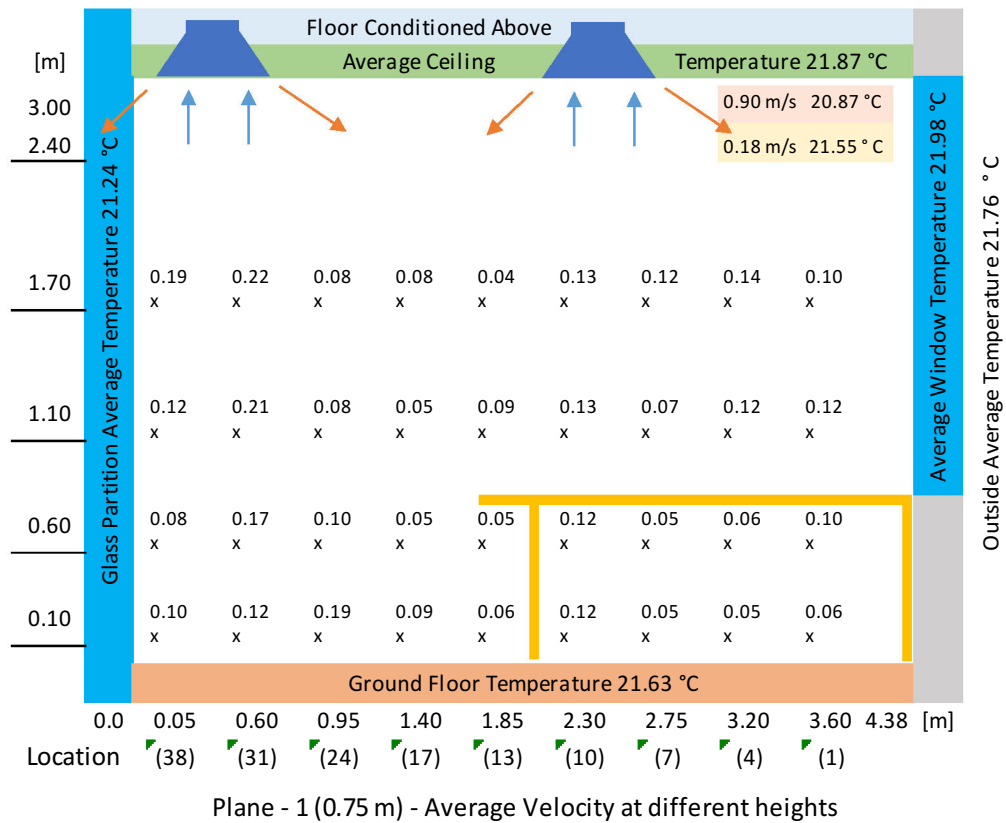 Floor Conditioned Above
[m]
Average Ceiling Temperature 21.87 °C
3.00
0.90 m/s 20.87 °C
2.40
0.18 m/s 21.55 ° C
Glass Partition Average Temperature 21.24 °C
Average Window Temperature 21.98 °C
Outside Average Temperature 21.76 ° C
1.70
0.19 0.22 0.08 0.08 0.04 0.13 0.12 0.14 0.10
x x x x x x x x x
1.10
0.12 0.21 0.08 0.05 0.09 0.13 0.07 0.12 0.12
x x x x x x x x x
0.60
0.08 0.17 0.10 0.05 0.05 0.12 0.05 0.06 0.10
x x x x x x x x x
0.10
0.10 0.12 0.19 0.09 0.06 0.12 0.05 0.05 0.06
x x x x x x x x x
Ground Floor Temperature 21.63 °C
0.0 0.05 0.60 0.95 1.40 1.85 2.30 2.75 3.20 3.60 4.38 [m]
Location (38) (31) (24) (17) (13) (10) (7) (4) (1)
Plane - 1 (0.75 m) - Average Velocity at different heights